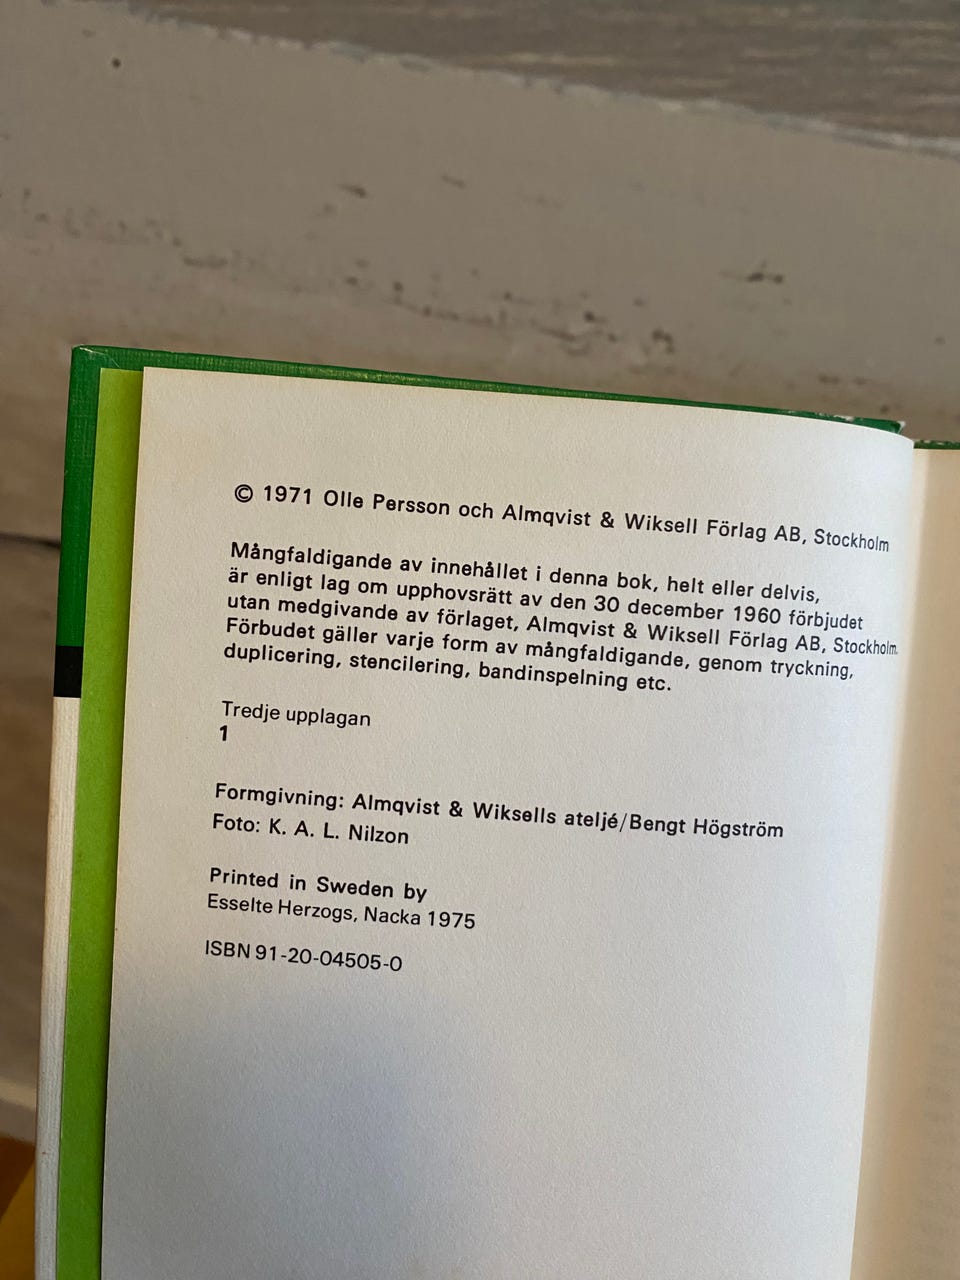 © 1971 Olle Persson och Almqvist & Wiksell Förlag AB, Stockholm
Mångfaldigande av innehållet i denna bok, helt eller delvis,
är enligt lag om upphovsrätt av den 30 december 1960 förbjudet
utan medgivande av förlaget, Almqvist & Wiksell Förlag AB, Stockholm.
Förbudet gäller varje form av mångfaldigande, genom tryckning,
duplicering, stencilering, bandinspelning etc.
Tredje upplagan
1
Formgivning: Almqvist & Wiksells ateljé/Bengt Högström
Foto: K. A. L. Nilzon
Printed in Sweden by
Esselte Herzogs, Nacka 1975
ISBN 91-20-04505-0